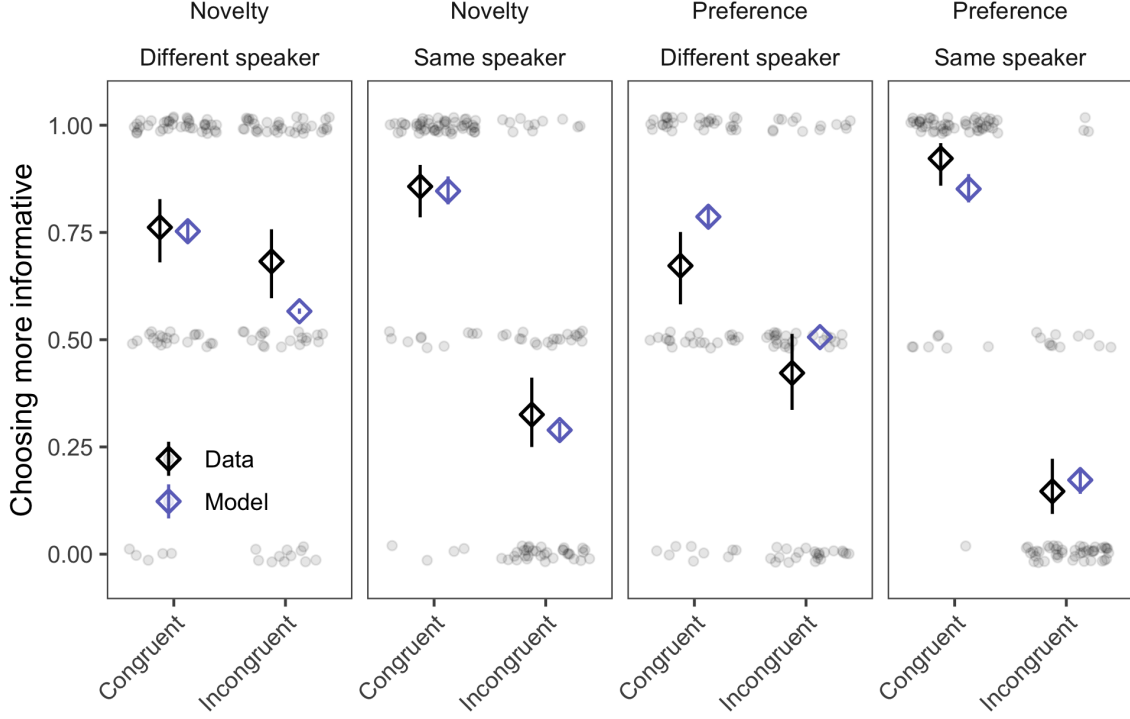 Novelty Novelty Preference Preference
Different speaker Same speaker Different speaker Same speaker
Choosing more informative
1.00
0.75
0.50
0.25
0.00
Data
Model
Congruent Incongruent Congruent Incongruent Congruent Incongruent Congruent Incongruent